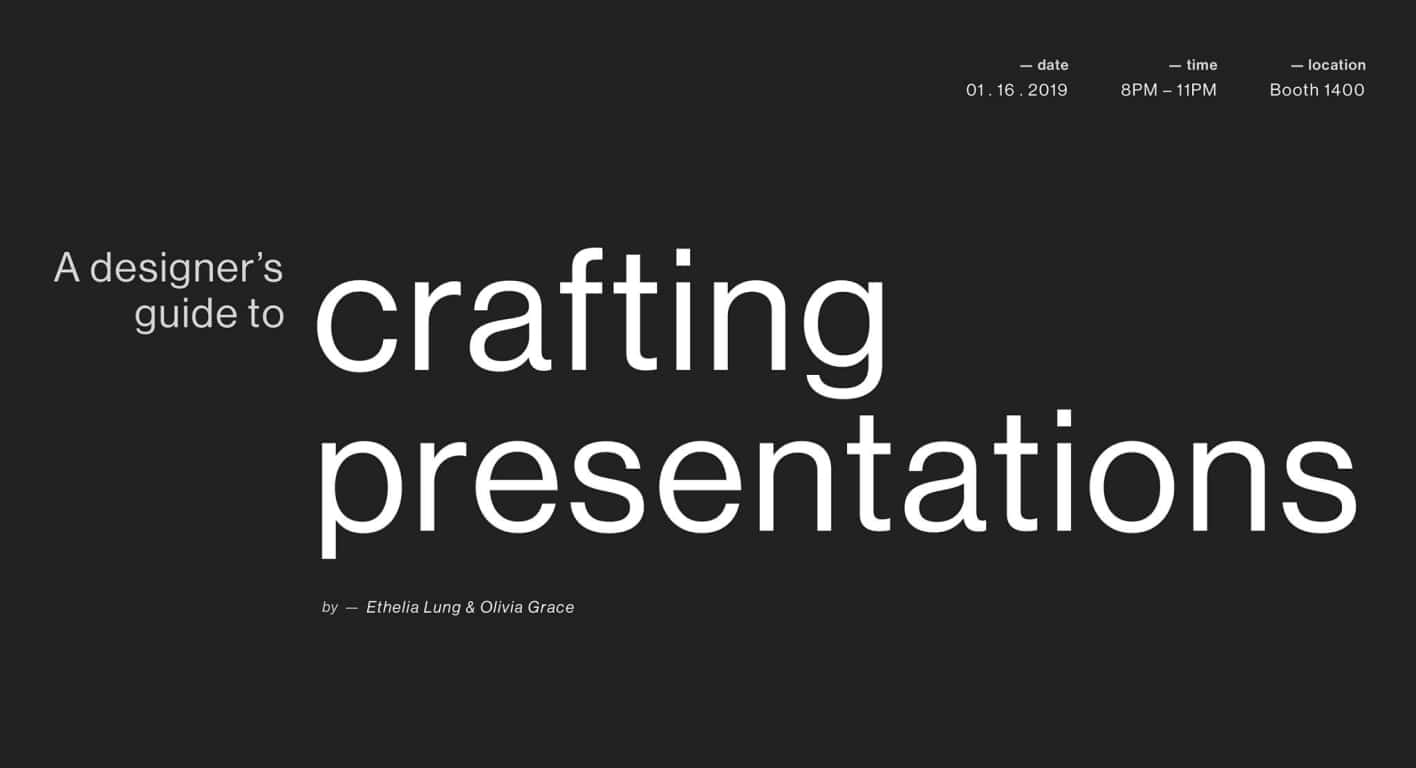 — date
01 . 16 . 2019
— time
8PM – 11PM
— location
Booth 1400
A designer’s
guide to
crafting
presentations
by — Ethelia Lung & Olivia Grace